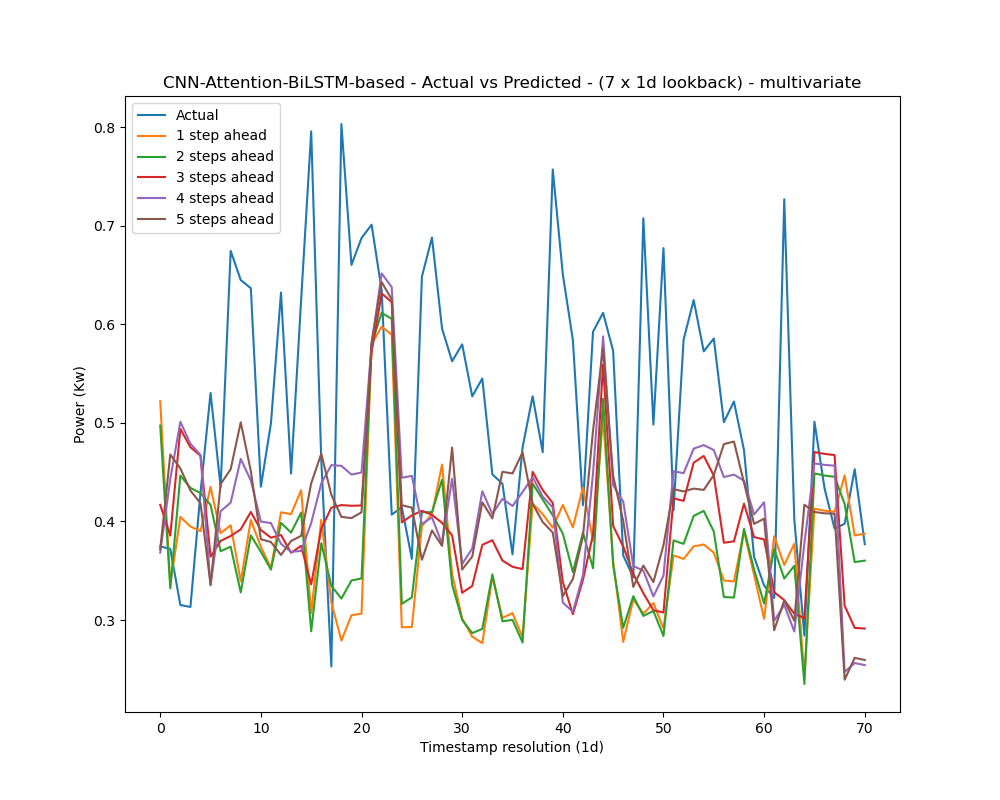 CNN-Attention-BiLSTM-based - Actual vs Predicted - (7 x 1d lookback) - multivariate
Actual
1 step ahead
2 steps ahead
3 steps ahead
4 steps ahead
5 steps ahead
0.8
0.7
0.6
0.5
0.4
0.3
Power (Kw)
0 10 20 30 40 50 60 70
Timestamp resolution (1d)